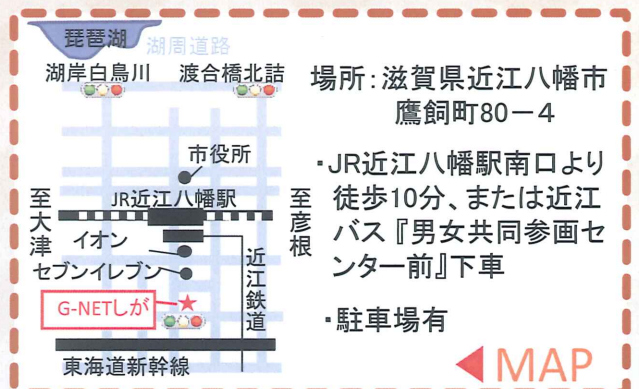 琵琶湖
湖周道路
湖岸白鳥川
渡合橋北詰
市役所
JR近江八幡駅
至大津
至彦根
イオン
セブンイレブン
近江鉄道
G-NETしが
東海道新幹線
場所:滋賀県近江八幡市
鷹飼町80-4
・JR近江八幡駅南口より
徒歩10分、または近江
バス『男女共同参画セ
ンター前』下車
・駐車場有
MAP